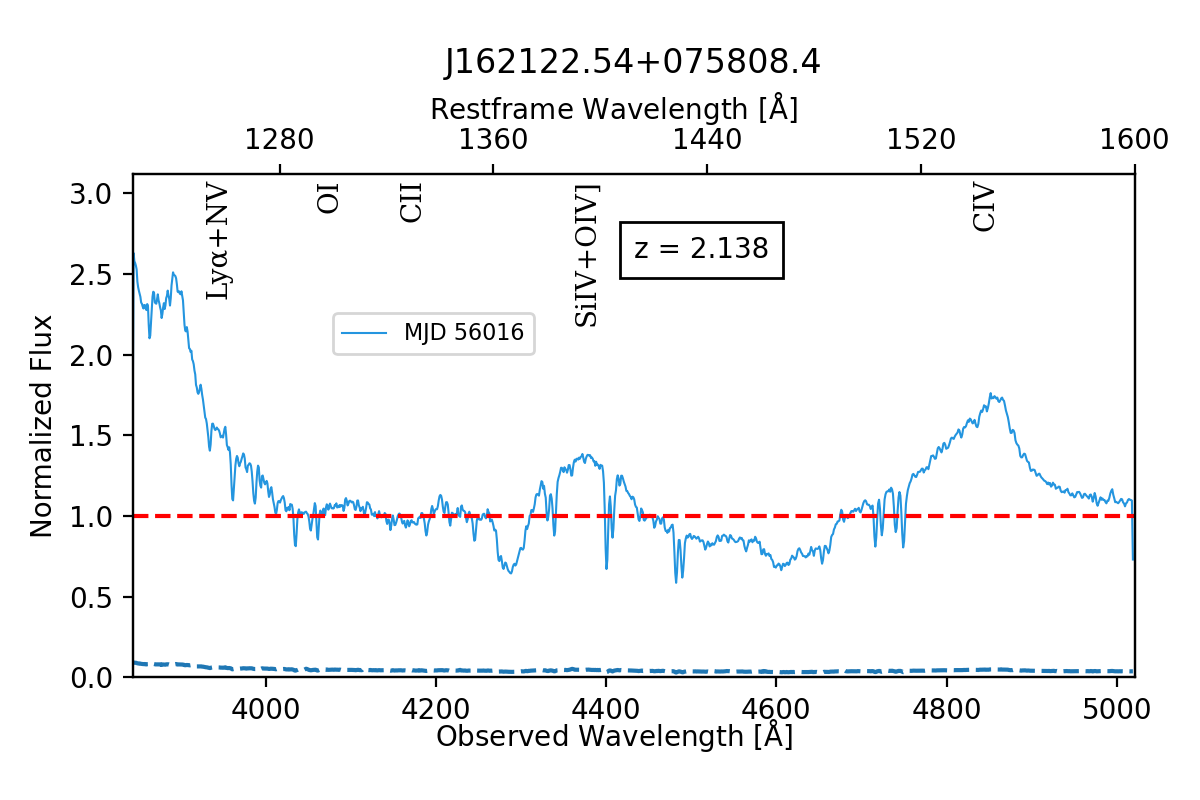 J162122.54+075808.4
Restframe Wavelength [Å]
1280 1360 1440 1520 1600
Lyα+NV
OI
CII
SiIV+OIV]
CIV
z = 2.138
MJD 56016
Normalized Flux
3.0
2.5
2.0
1.5
1.0
0.5
0.0
4000 4200 4400 4600 4800 5000
Observed Wavelength [Å]